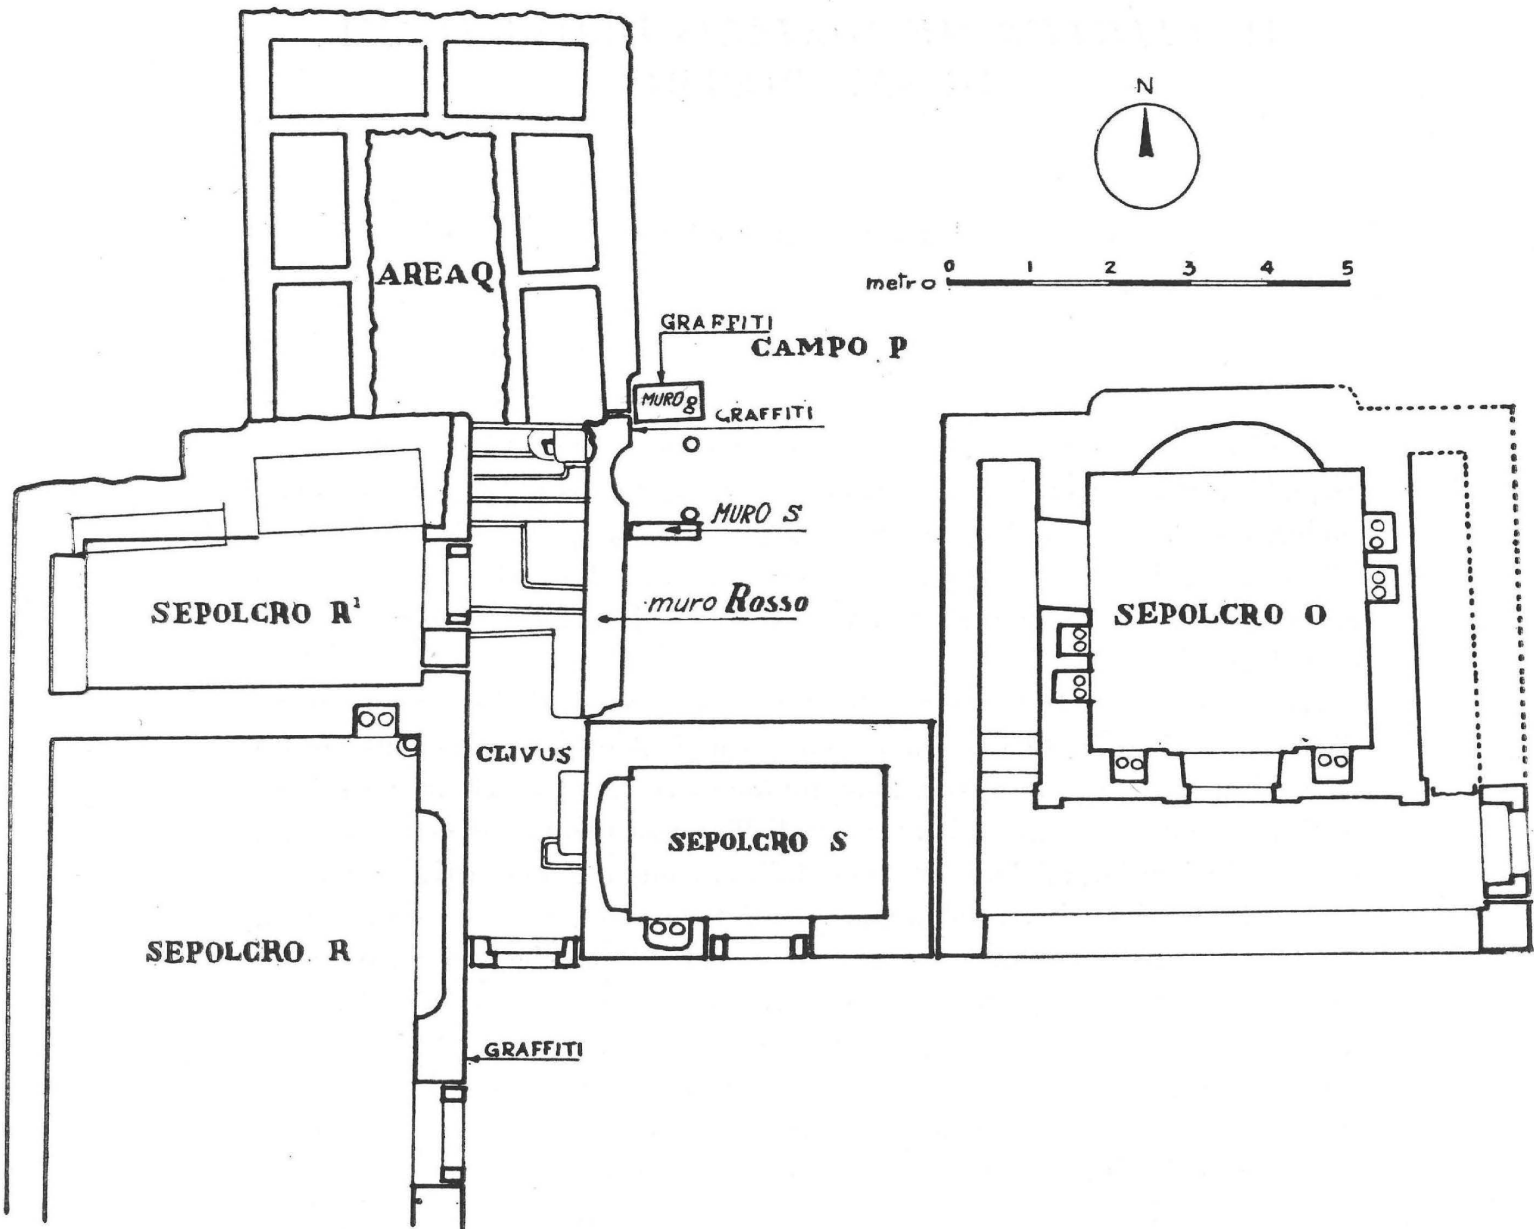 N
0 1 2 3 4 5
metro
AREA Q
GRAFFITI
CAMPO P
MURO g
GRAFFITI
MURO S
muro Rosso
SEPOLCRO R¹
SEPOLCRO O
CLIVUS
SEPOLCRO S
SEPOLCRO R
GRAFFITI